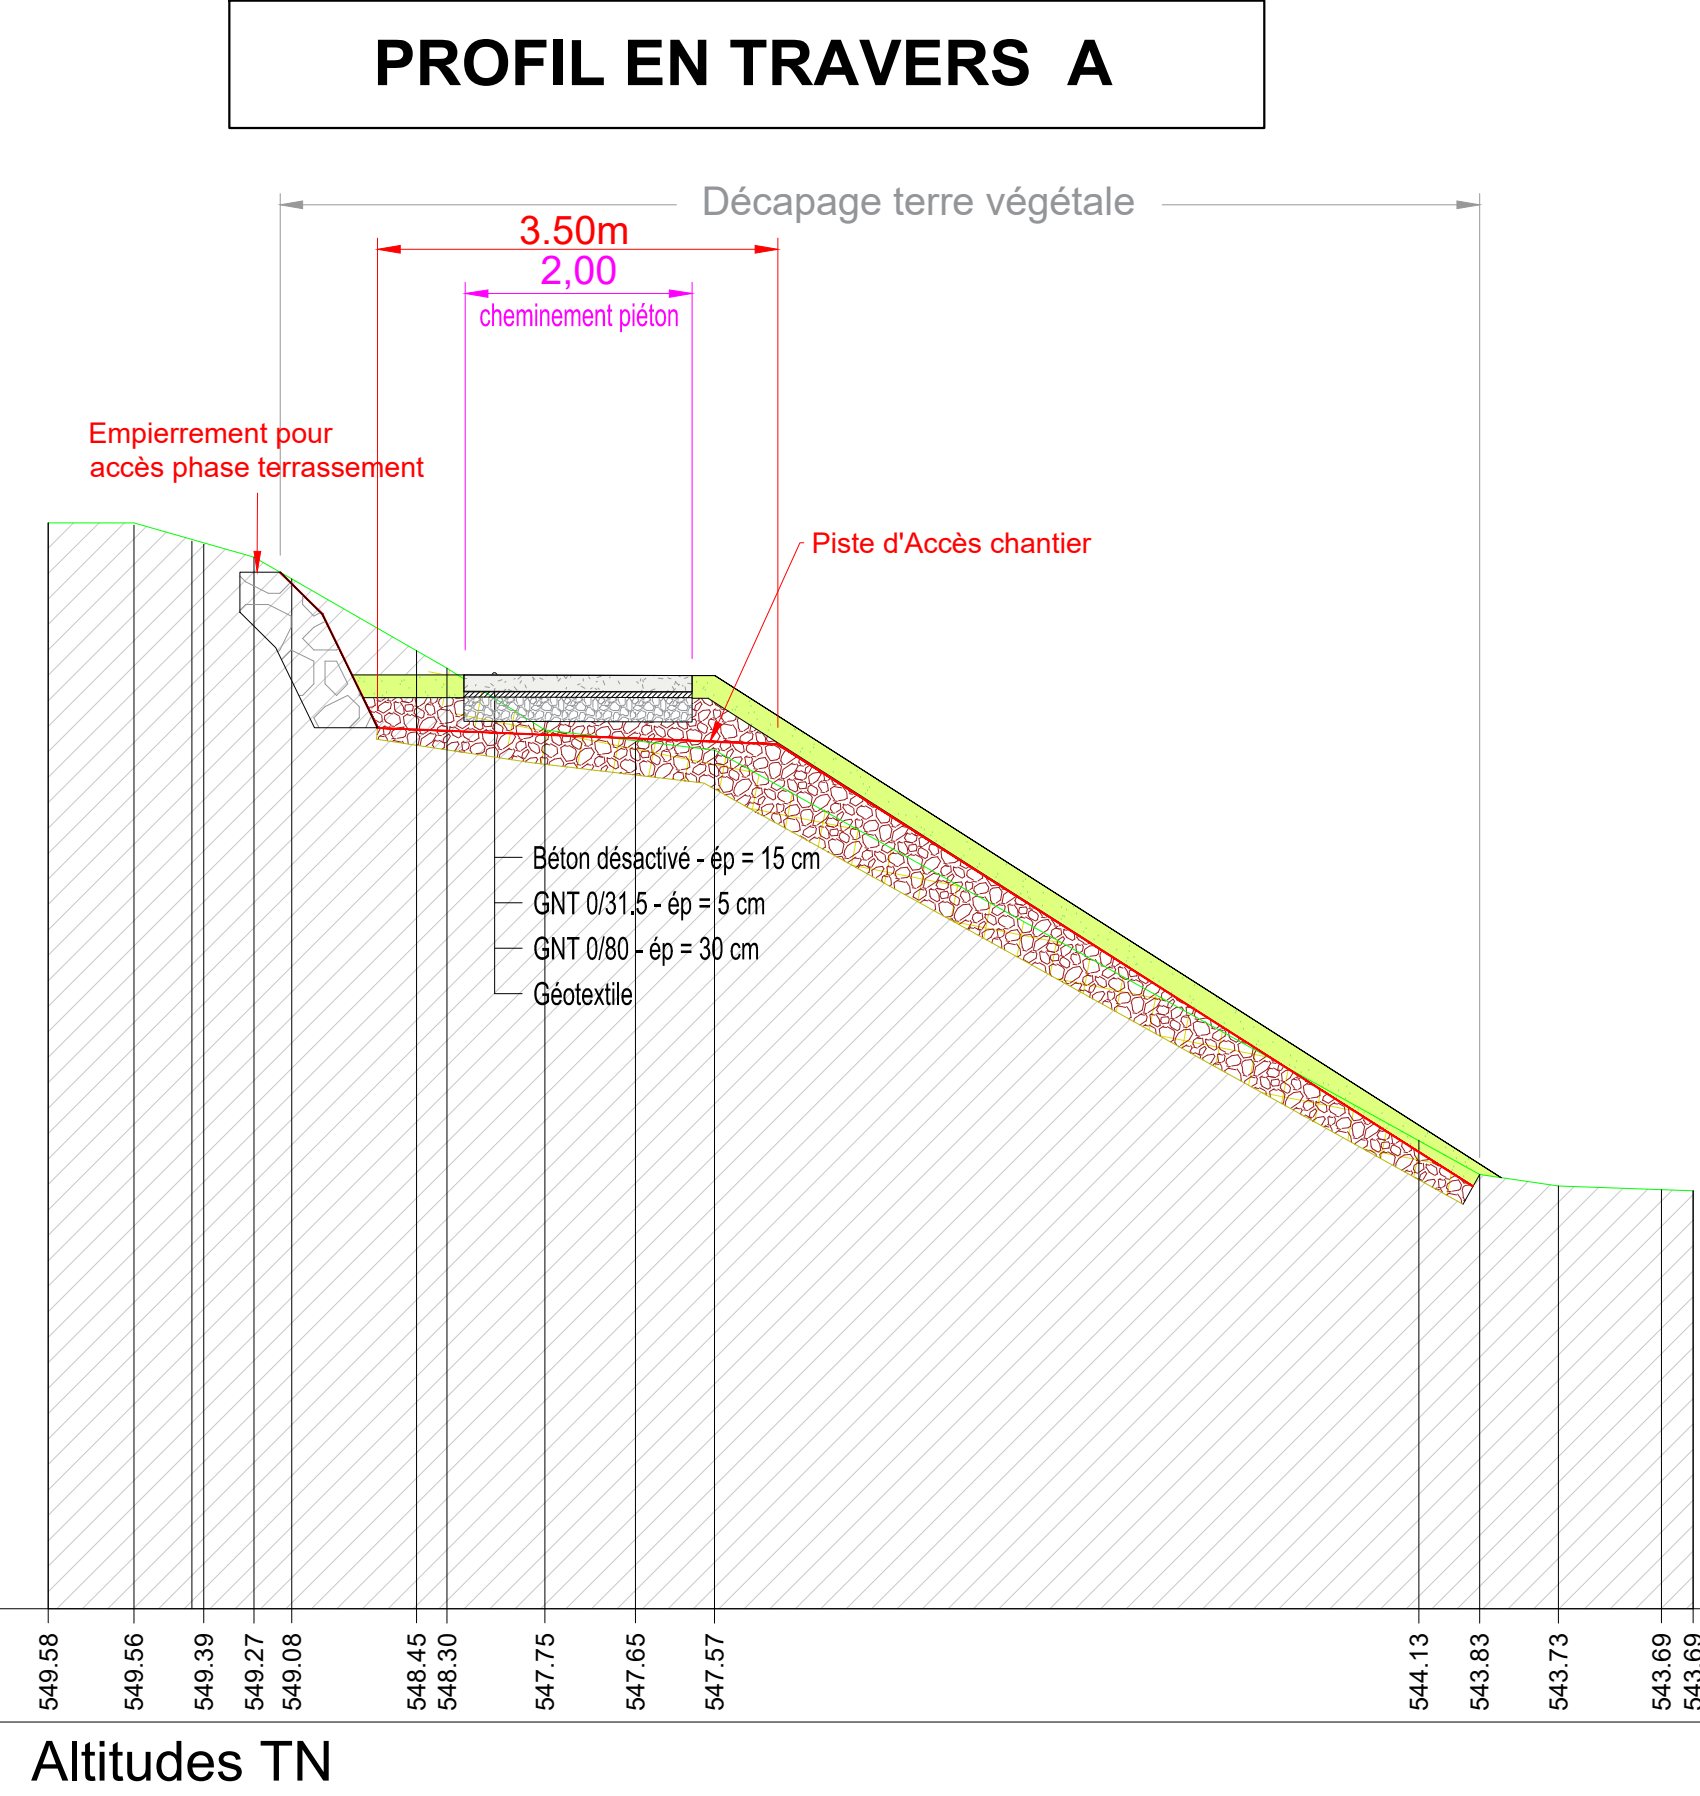 PROFIL EN TRAVERS A
Décapage terre végétale
3.50m
2,00
cheminement piéton
Empierrement pour
accès phase terrassement
Piste d'Accès chantier
Béton désactivé - ép = 15 cm
GNT 0/31.5 - ép = 5 cm
GNT 0/80 - ép = 30 cm
Géotextile
549.58
549.56
549.39
549.27
549.08
548.45
548.30
547.75
547.65
547.57
544.13
543.83
543.73
543.69
543.69
Altitudes TN